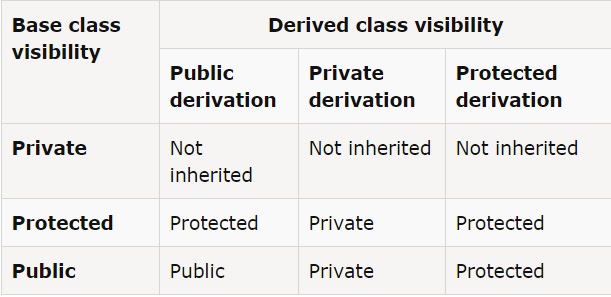 Base class visibility
Derived class visibility
Public derivation
Private derivation
Protected derivation
Private
Not inherited
Not inherited
Not inherited
Protected
Protected
Private
Protected
Public
Public
Private
Protected